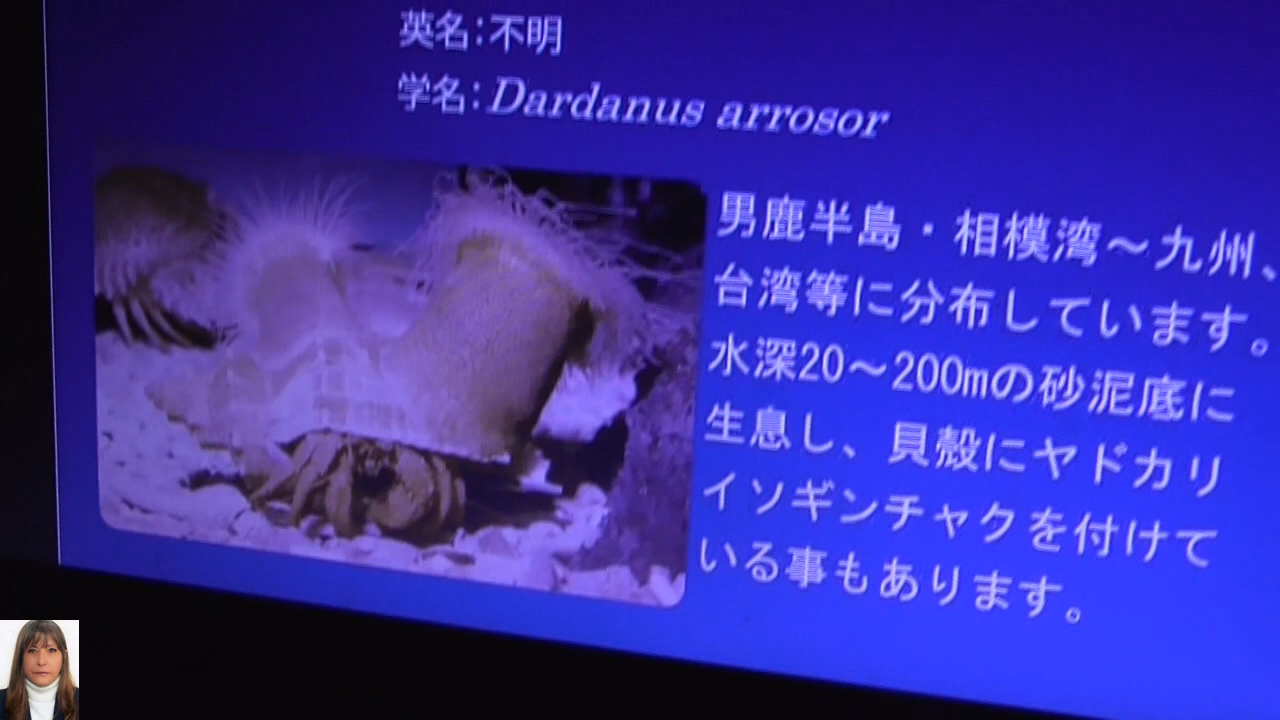 英名：不明
学名：Dardanus arrosor
男鹿半島・相模湾～九州、
台湾等に分布しています。
水深20～200mの砂泥底に
生息し、貝殻にヤドカリ
イソギンチャクを付けて
いる事もあります。